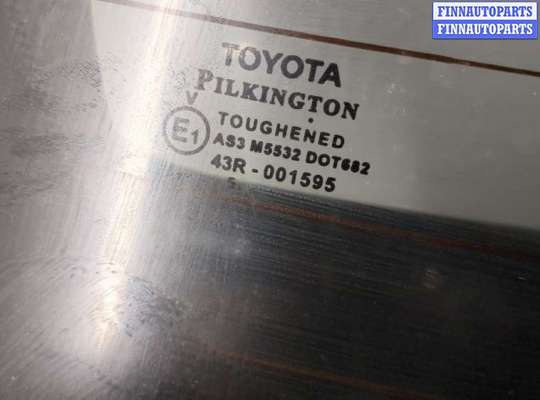 FINNAUTOPARTS
FINNAUTOPARTS
TOYOTA
PILKINGTON
V
E1
TOUGHENED
AS3 M5532 DOT682
43R-001595